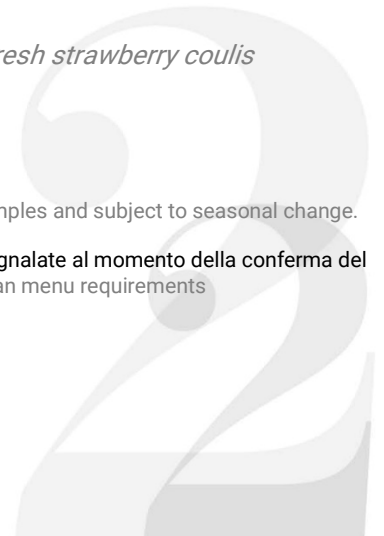 resh strawberry coulis
mples and subject to seasonal change.
gnalate al momento della conferma del
an menu requirements